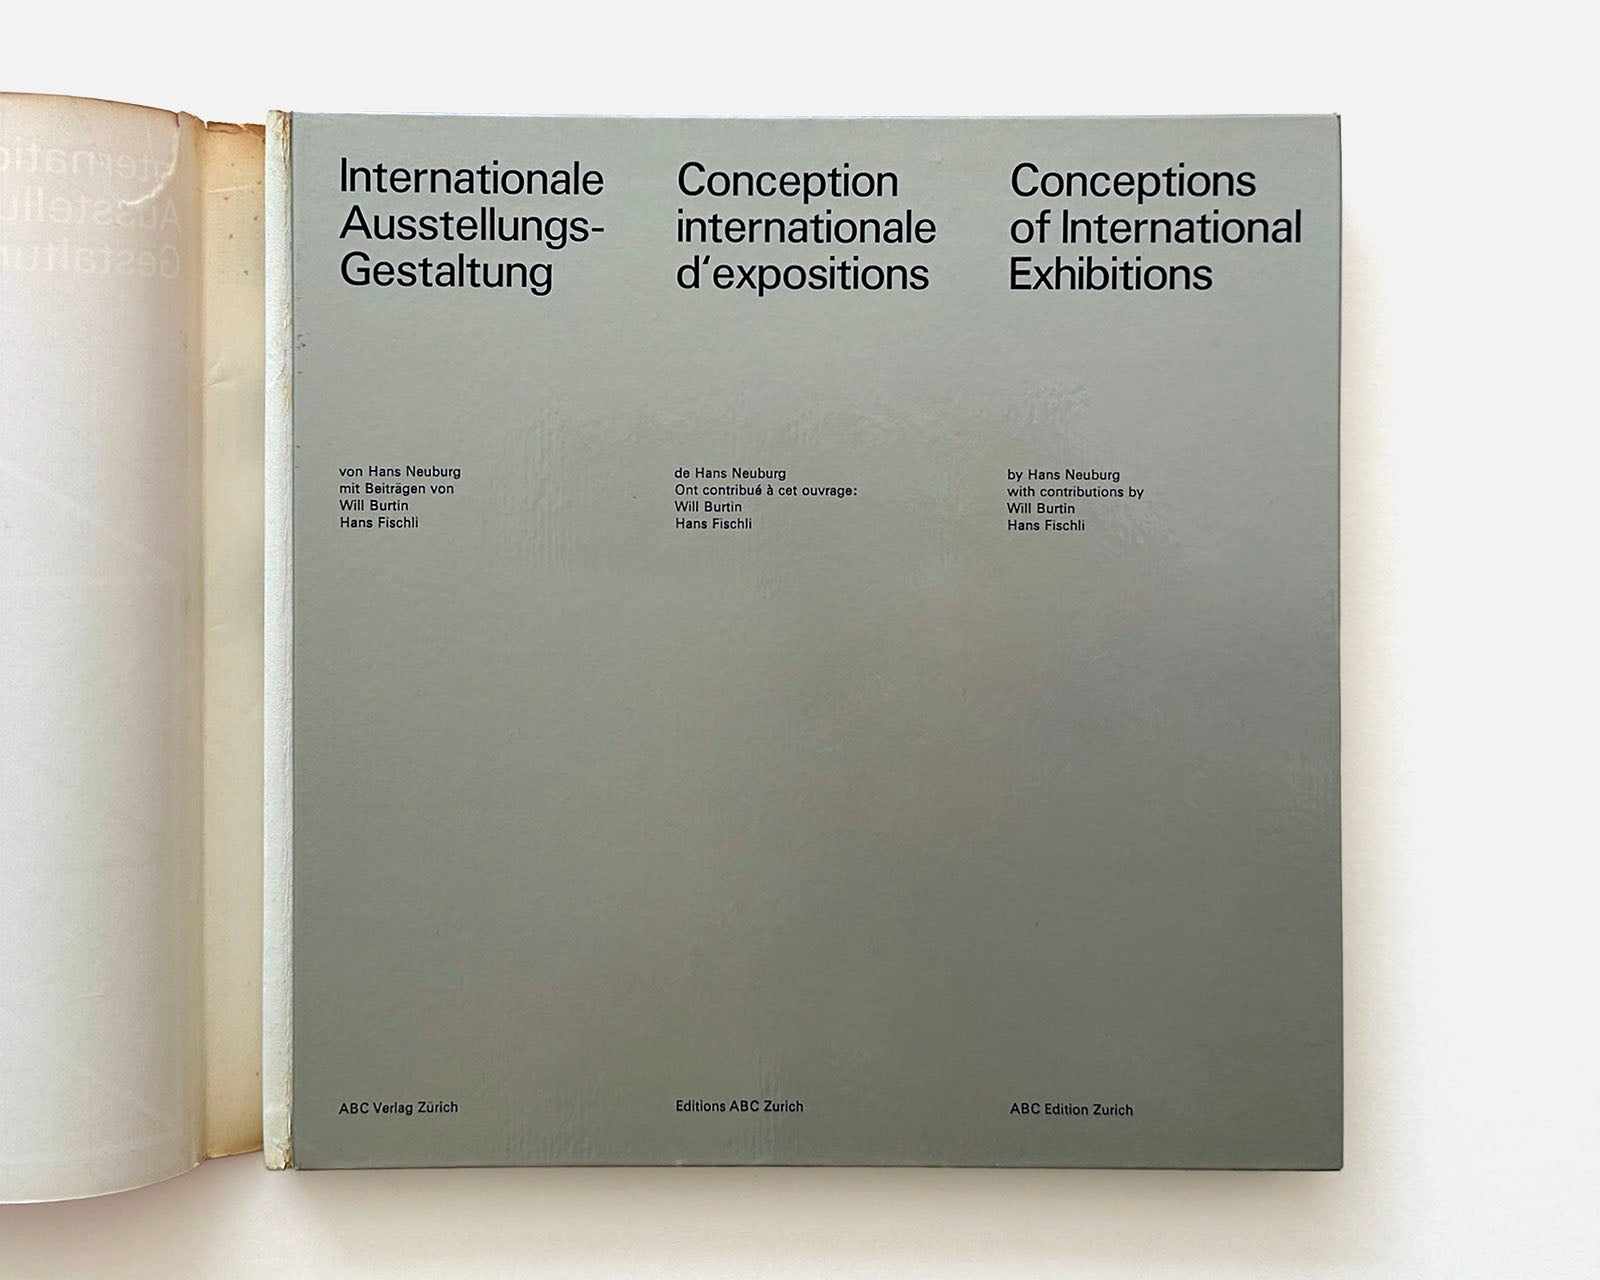 Internationale
Ausstellungs-
Gestaltung
von Hans Neuburg
mit Beiträgen von
Will Burtin
Hans Fischli
ABC Verlag Zürich
Conception
internationale
d‘expositions
de Hans Neuburg
Ont contribué à cet ouvrage:
Will Burtin
Hans Fischli
Editions ABC Zurich
Conceptions
of International
Exhibitions
by Hans Neuburg
with contributions by
Will Burtin
Hans Fischli
ABC Edition Zurich